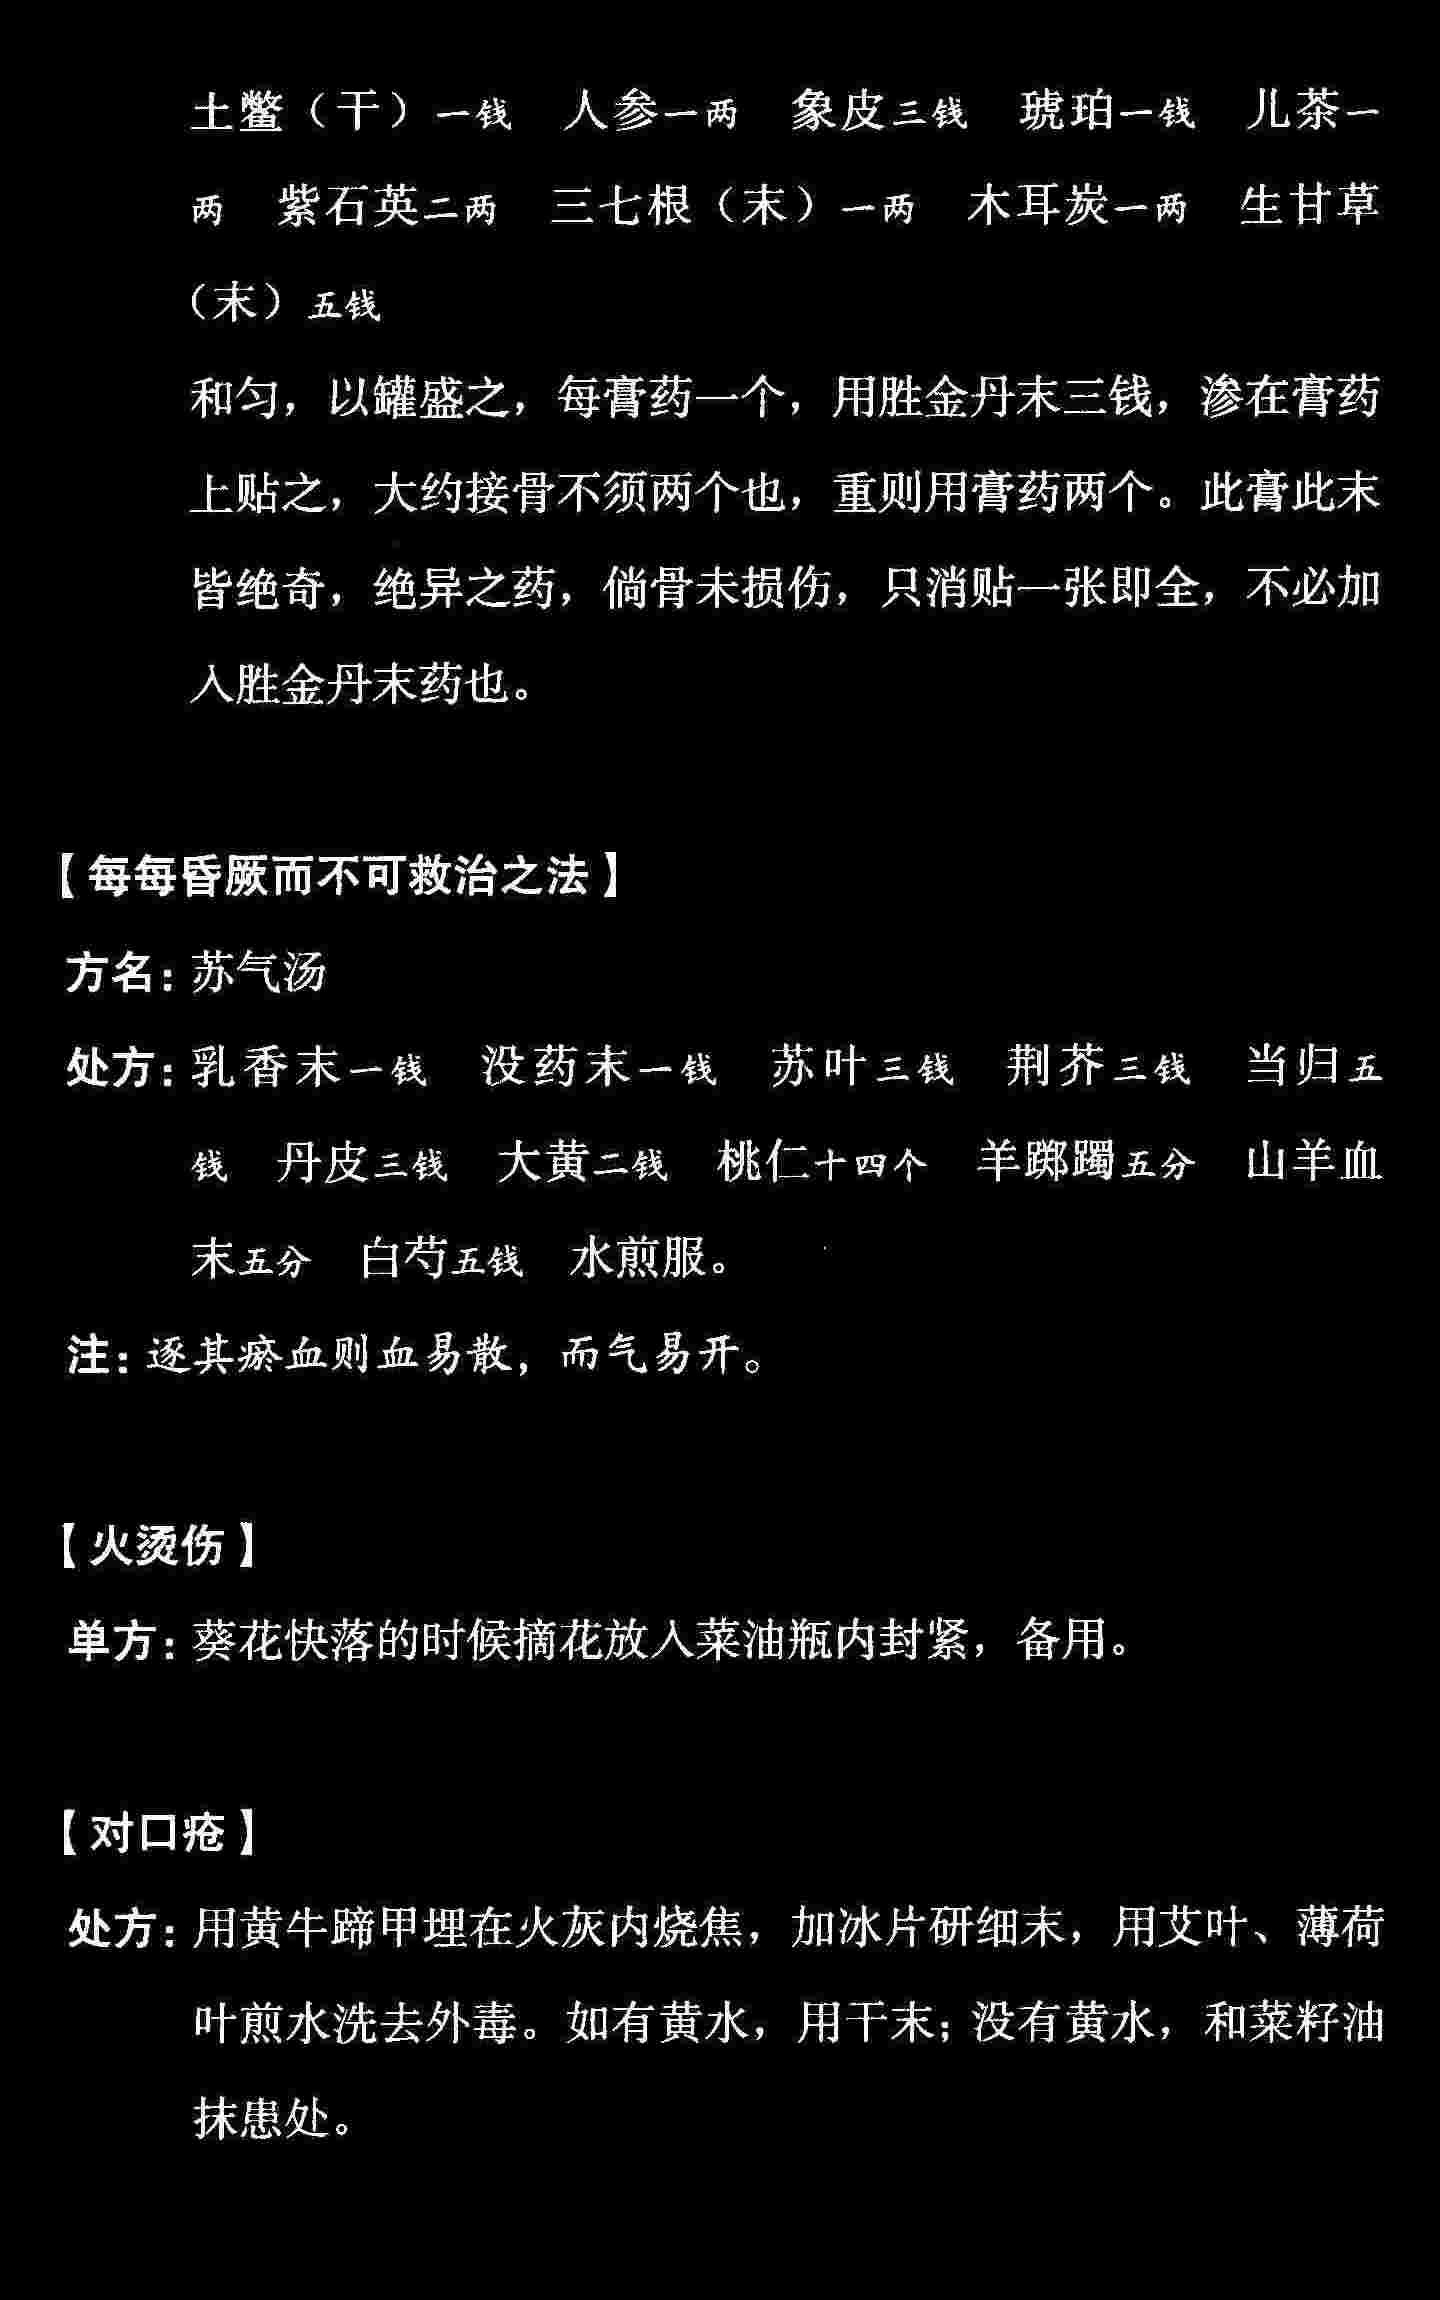 土鳖（干）一钱　人参一两　象皮三钱　琥珀一钱　儿茶一
两　紫石英二两　三七根（末）一两　木耳炭一两　生甘草
（末）五钱
和匀，以罐盛之，每膏药一个，用胜金丹末三钱，渗在膏药
上贴之，大约接骨不须两个也，重则用膏药两个。此膏此末
皆绝奇，绝异之药，倘骨未损伤，只消贴一张即全，不必加
入胜金丹末药也。
【每每昏厥而不可救治之法】
方名：苏气汤
处方：乳香末一钱　没药末一钱　苏叶三钱　荆芥三钱　当归五
钱　丹皮三钱　大黄二钱　桃仁十四个　羊踯躅五分　山羊血
末五分　白芍五钱　水煎服。
注：逐其瘀血则血易散，而气易开。
【火烫伤】
单方：葵花快落的时候摘花放入菜油瓶内封紧，备用。
【对口疮】
处方：用黄牛蹄甲埋在火灰内烧焦，加冰片研细末，用艾叶、薄荷
叶煎水洗去外毒。如有黄水，用干末；没有黄水，和菜籽油
抹患处。